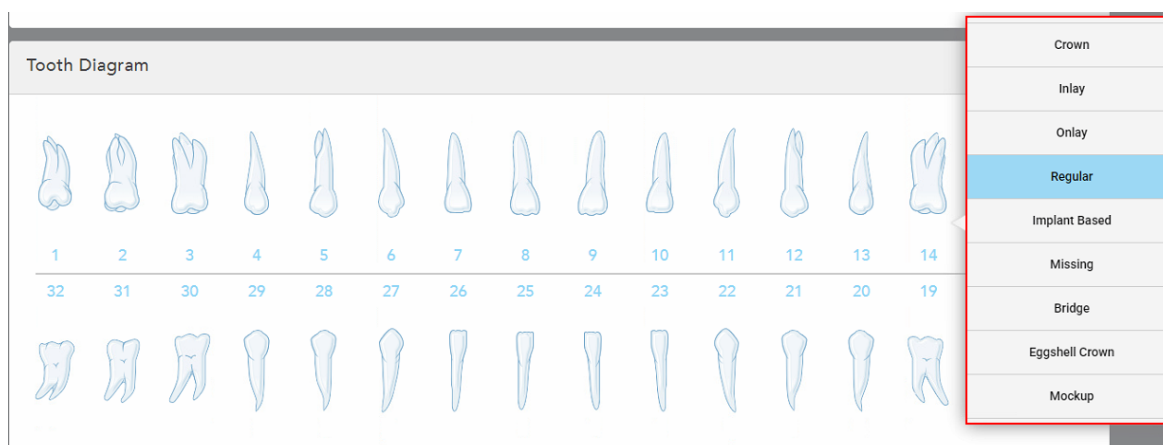 Tooth Diagram
1 2 3 4 5 6 7 8 9 10 11 12 13 14
32 31 30 29 28 27 26 25 24 23 22 21 20 19
Crown
Inlay
Onlay
Regular
Implant Based
Missing
Bridge
Eggshell Crown
Mockup